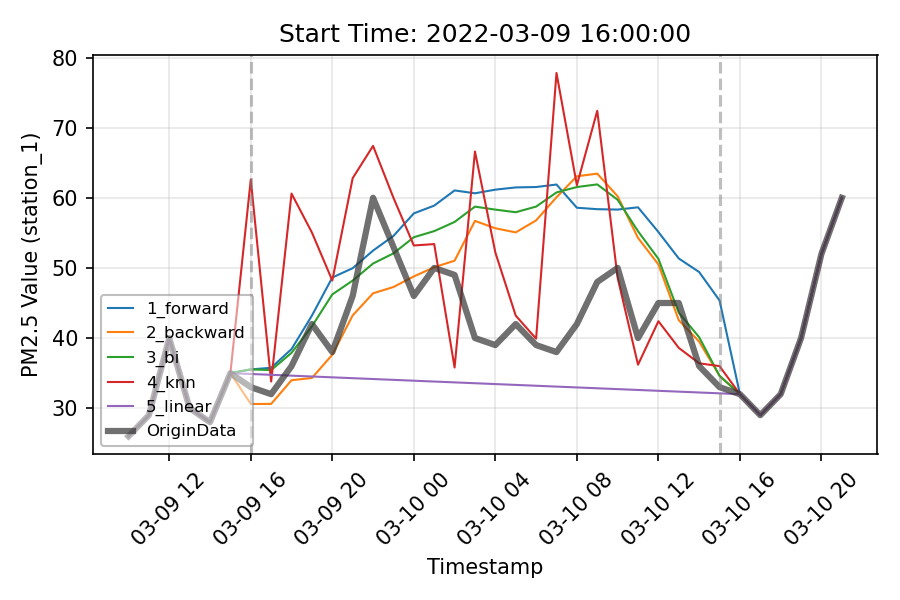 Start Time: 2022-03-09 16:00:00
PM2.5 Value (station_1)
80
70
60
50
40
30
1_forward
2_backward
3_bi
4_knn
5_linear
OriginData
03-09 12
03-09 16
03-09 20
03-10 00
03-10 04
03-10 08
03-10 12
03-10 16
03-10 20
Timestamp